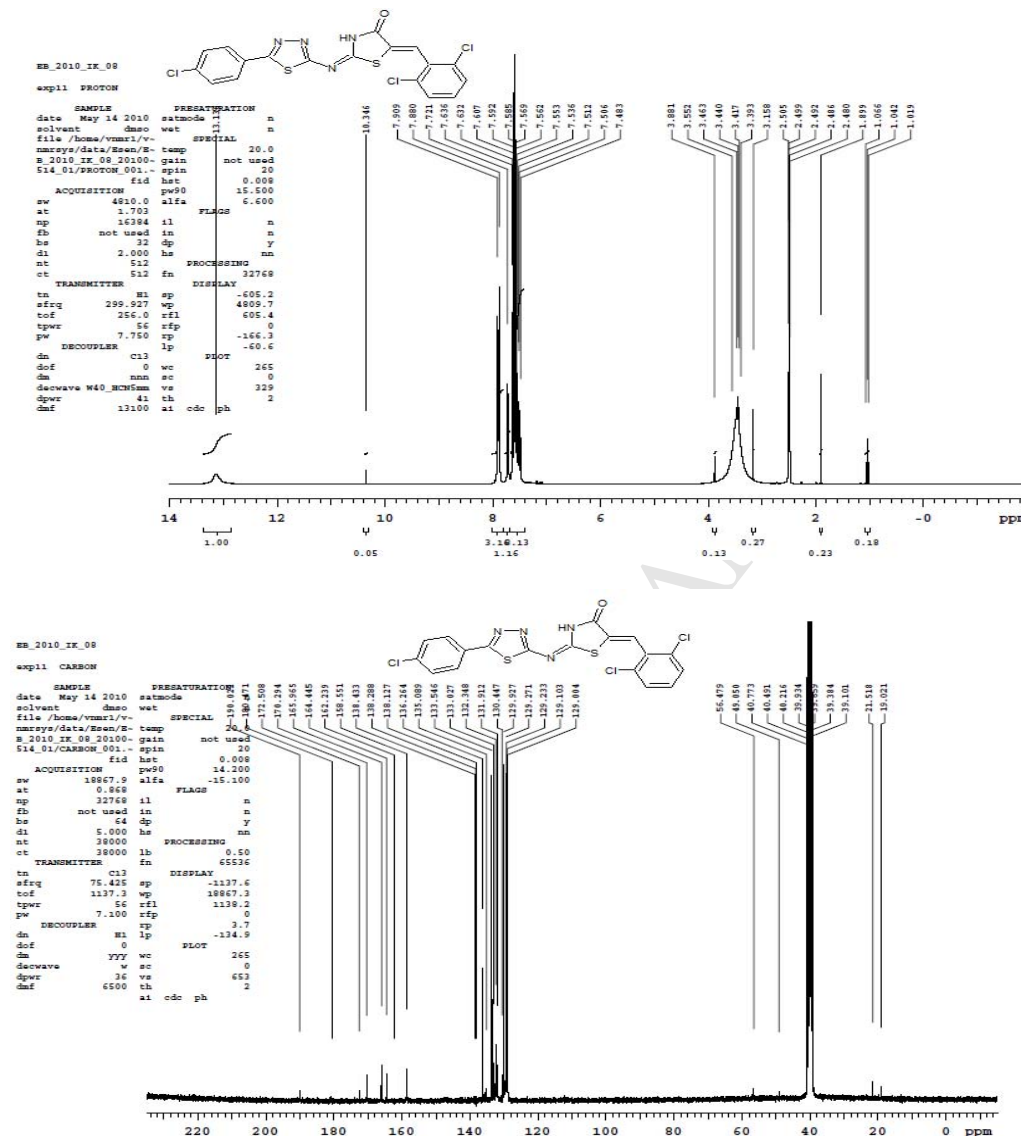 O
N N HN Cl
Cl S N S Cl
EB_2010_IK_08
exp11 PROTON
SAMPLE PRESATURATION
date May 14 2010 satmode n
solvent dmso wet n
file /home/vnmr1/v- SPECIAL
nmrsys/data/Esen/E- temp 20.0
B_2010_IK_08_20100- gain not used
514_01/PROTON_001.- spin 20
fid hst 0.008
ACQUISITION pw90 15.500
sw 4810.0 alfa 6.600
at 1.703 FLAGS
np 16384 il n
fb not used in n
bs 32 dp y
d1 2.000 hs nn
nt 512 PROCESSING
ct 512 fn 32768
TRANSMITTER DISPLAY
tn H1 sp -605.2
sfrq 299.927 wp 4809.7
tof 256.0 rfl 605.4
tpwr 56 rfp 0
pw 7.750 rp -166.3
DECOUPLER lp -60.6
dn C13 PLOT
dof 0 wc 265
dm nnn sc 0
decwave W40_HCN5mm vs 329
dpwr 41 th 2
dmf 13100 ai cdc ph
10.346
7.909 7.880 7.721 7.636 7.632 7.607 7.592 7.585 7.569 7.562 7.553 7.536 7.512 7.506 7.483
3.881 3.552 3.463 3.440 3.417 3.393 3.158 2.505 2.499 2.492 2.486 2.480 1.899 1.066 1.042 1.019
14 12 10 8 6 4 2 -0 ppm
1.00 0.05 1.16 0.13 0.27 0.23 0.18
O
N N HN Cl
Cl S N S Cl
EB_2010_IK_08
exp11 CARBON
SAMPLE PRESATURATION
date May 14 2010 satmode
solvent dmso wet
file /home/vnmr1/v- SPECIAL
nmrsys/data/Esen/E- temp 20.0
B_2010_IK_08_20100- gain not used
514_01/CARBON_001.- spin 20
fid hst 0.008
ACQUISITION pw90 14.200
sw 18867.9 alfa -15.100
at 0.868 FLAGS
np 32768 il n
fb not used in n
bs 64 dp y
d1 5.000 hs nn
nt 38000 PROCESSING
ct 38000 lb 0.50
TRANSMITTER fn 65536
tn C13 DISPLAY
sfrq 75.425 sp -1137.6
tof 1137.3 wp 18867.3
tpwr 56 rfl 1138.2
pw 7.100 rfp 0
DECOUPLER rp 3.7
dn H1 lp -134.9
dof 0 PLOT
dm yyy wc 265
decwave w sc 0
dpwr 36 vs 653
dmf 6500 th 2
ai cdc ph
172.508 170.294 165.965 164.445 162.239 158.551 138.433 138.288 138.127 136.264 135.089 133.546 133.027 132.348 131.912 130.447 129.927 129.271 129.233 129.103 129.004
56.479 49.050 40.773 40.491 40.216 39.934 39.384 39.101 21.518 19.021
220 200 180 160 140 120 100 80 60 40 20 0 ppm